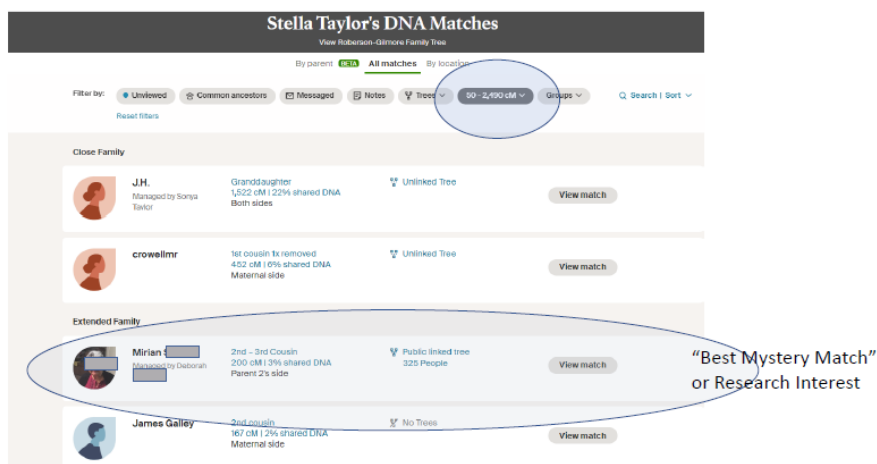 Stella Taylor's DNA Matches
View Roberson-Gilmore Family Tree
By parent BETA All matches By location
Filter by: Unviewed Common ancestors Messaged Notes Trees 50 - 2,490 cM Groups Search | Sort
Reset filters
Close Family
J.H. Granddaughter Unlinked Tree
Managed by Sonya 1,522 cM | 22% shared DNA View match
Taylor Both sides
crowellmr 1st cousin 1x removed Unlinked Tree
452 cM | 6% shared DNA View match
Maternal side
Extended Family
Mirian 2nd – 3rd Cousin Public linked tree
Managed by Deborah 200 cM | 3% shared DNA 325 People View match
Parent 2's side
"Best Mystery Match"
or Research Interest
James Galley 2nd cousin No Trees
167 cM | 2% shared DNA View match
Maternal side